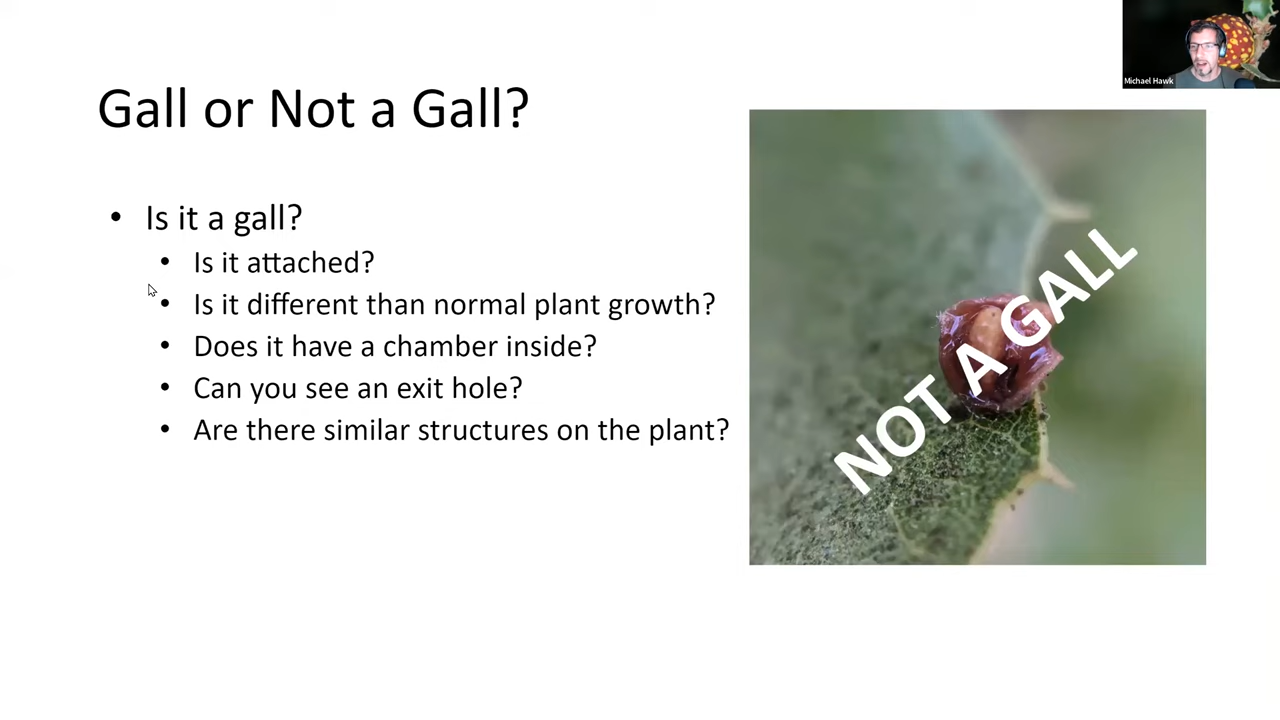 Michael Hawk
Gall or Not a Gall?
• Is it a gall?
• Is it attached?
• Is it different than normal plant growth?
• Does it have a chamber inside?
• Can you see an exit hole?
• Are there similar structures on the plant?
NOT A GALL